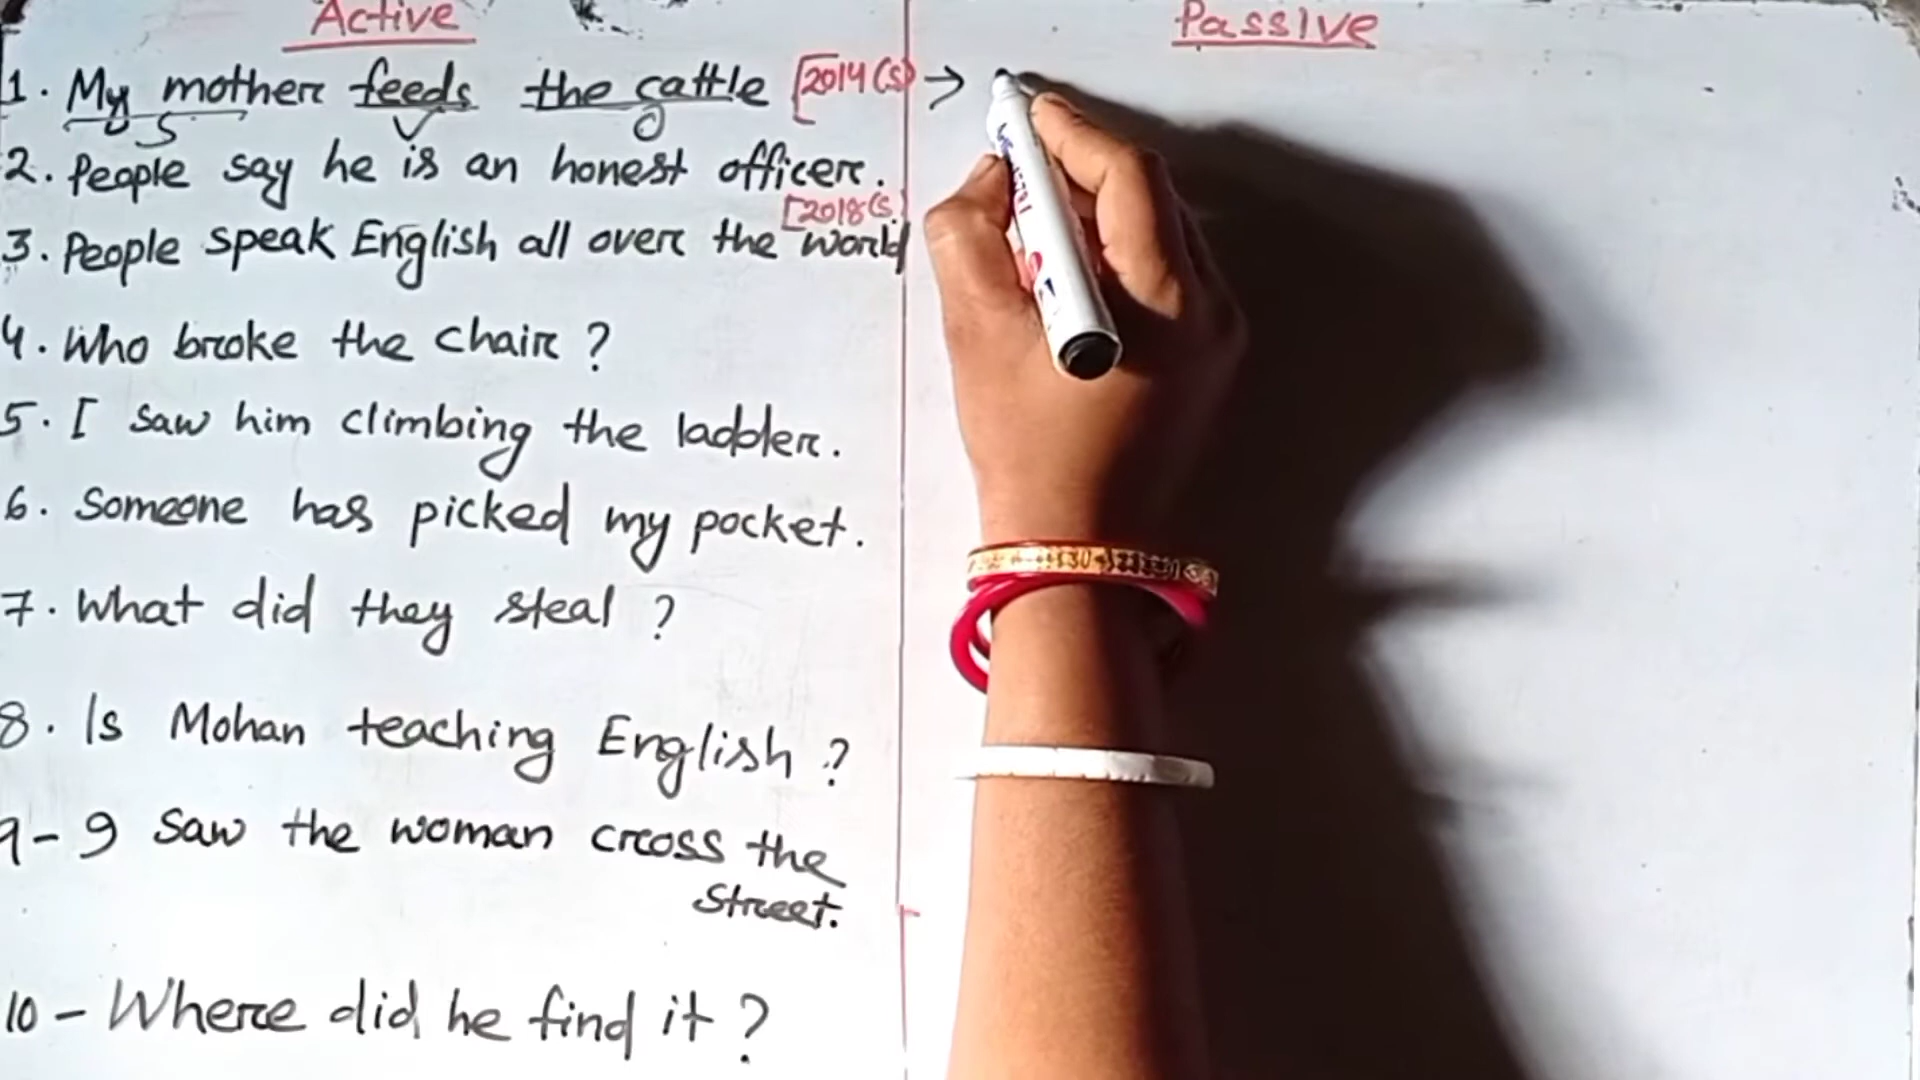 Active
Passive
1. My mother feeds the cattle [2014(s) →
S V O
2. People say he is an honest officer.
[2018(s)
3. People speak English all over the world
4. Who broke the chair ?
5. I saw him climbing the ladder.
6. Someone has picked my pocket.
7. What did they steal ?
8. Is Mohan teaching English ?
9 - 9 Saw the woman cross the
Street.
10 - Where did he find it ?